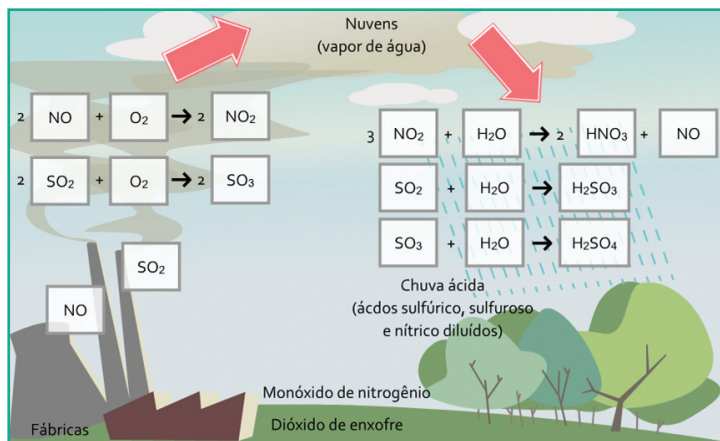 Nuvens
(vapor de água)
2 NO + O₂ → 2 NO₂
2 SO₂ + O₂ → 2 SO₃
3 NO₂ + H₂O → 2 HNO₃ + NO
SO₂ + H₂O → H₂SO₃
SO₃ + H₂O → H₂SO₄
SO₂
NO
Chuva ácida
(ácdos sulfúrico, sulfuroso
e nítrico diluídos)
Monóxido de nitrogênio
Dióxido de enxofre
Fábricas